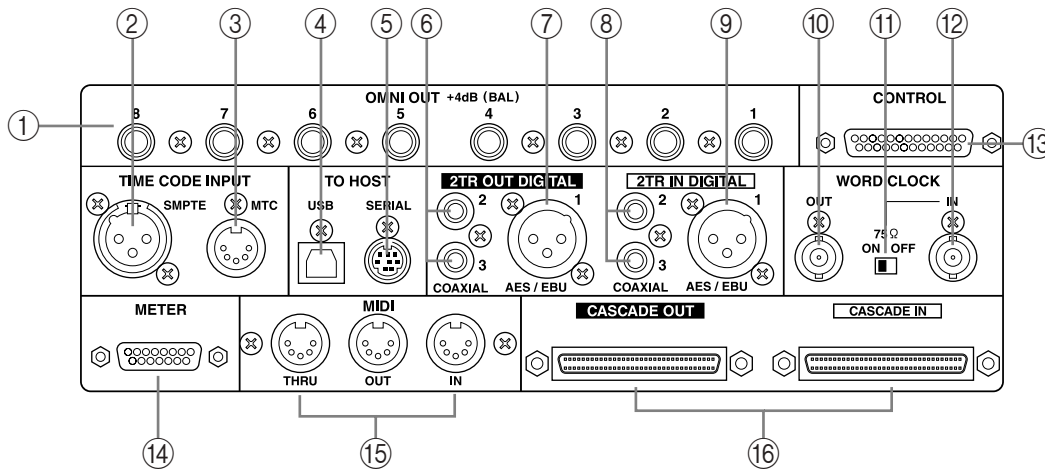 ② ③ ④ ⑤ ⑥ ⑦ ⑧ ⑨ ⑩ ⑪ ⑫
OMNI OUT +4dB (BAL)
CONTROL
① 8 7 6 5 4 3 2 1
⑬
TIME CODE INPUT
TO HOST
2TR OUT DIGITAL
2TR IN DIGITAL
WORD CLOCK
SMPTE MTC
USB SERIAL
2 1
2 1
OUT IN
75Ω
ON OFF
3
3
COAXIAL AES / EBU
COAXIAL AES / EBU
METER
MIDI
CASCADE OUT
CASCADE IN
THRU OUT IN
⑭ ⑮ ⑯